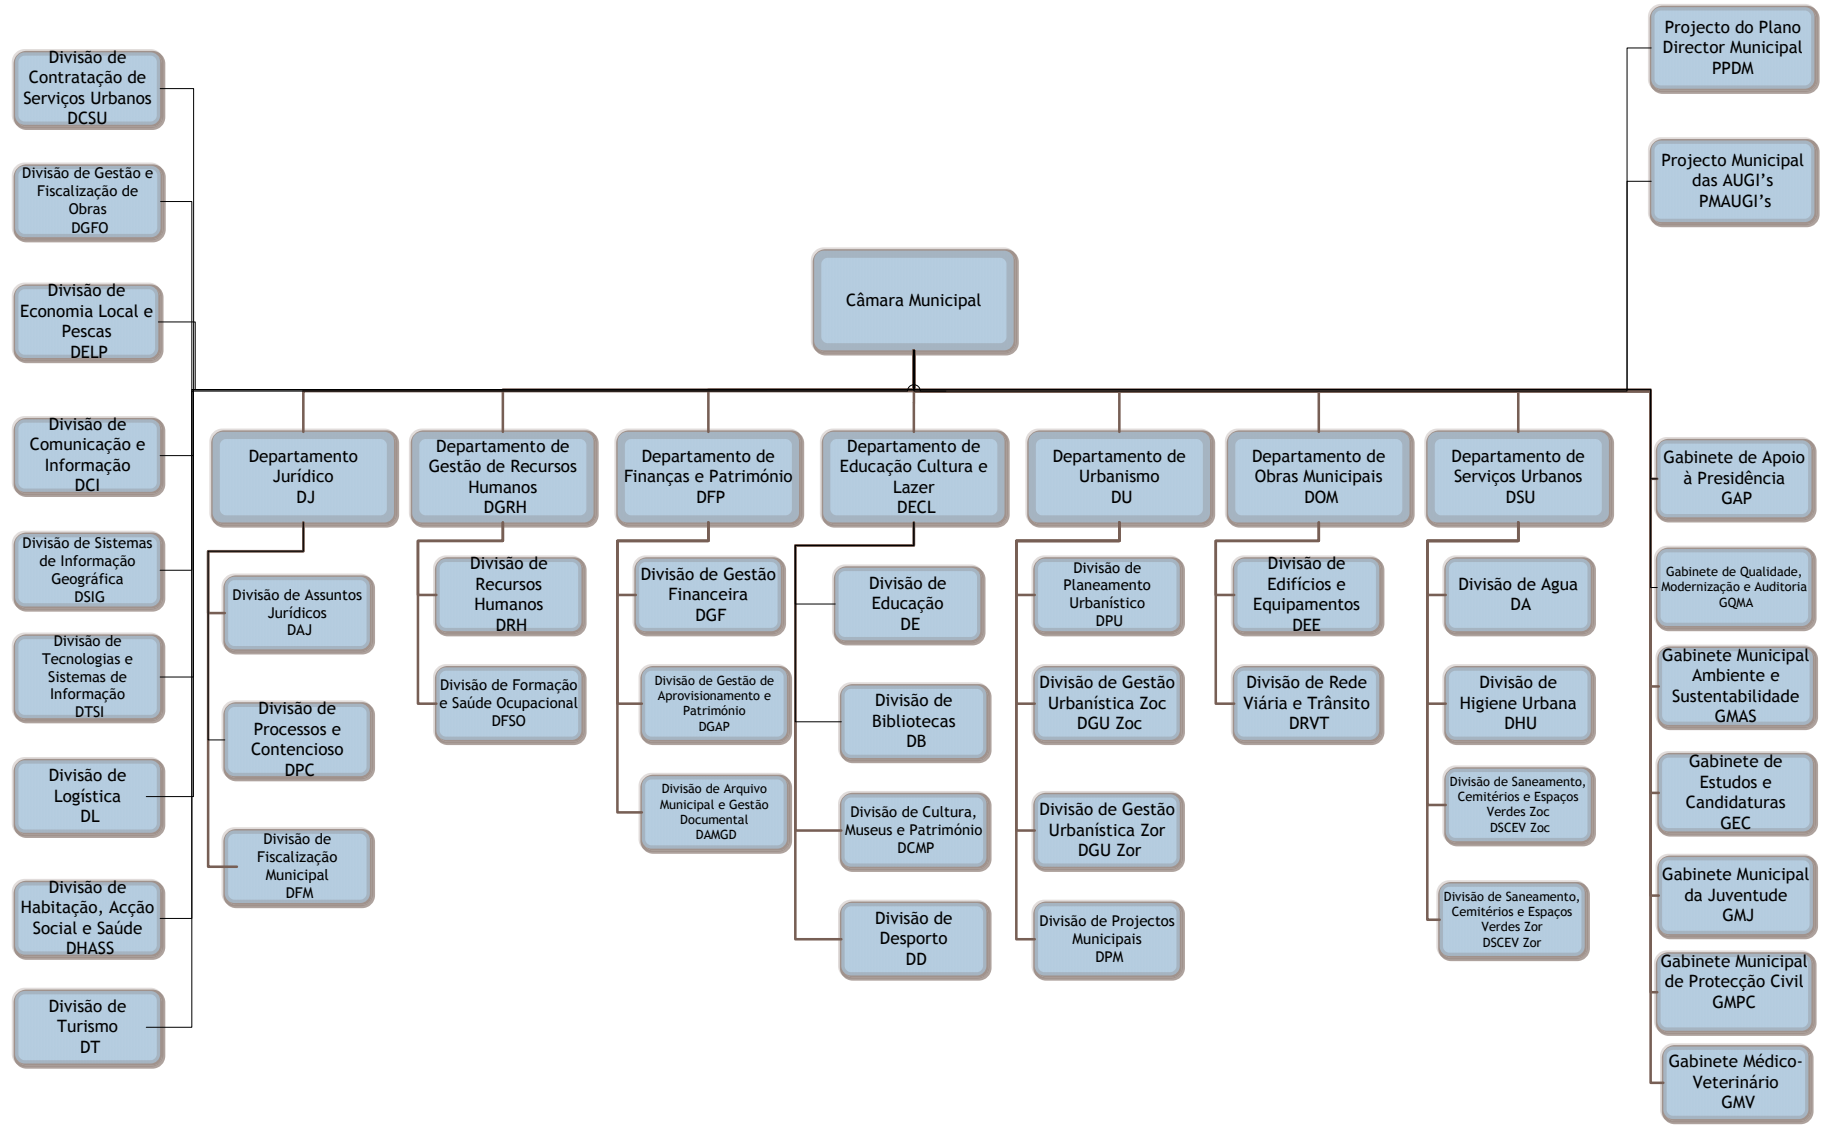 Projecto do Plano
Director Municipal
PPDM
Projecto Municipal
das AUGI’s
PMAUGI’s
Câmara Municipal
Divisão de
Contratação de
Serviços Urbanos
DCSU
Divisão de Gestão e
Fiscalização de
Obras
DGFO
Divisão de
Economia Local e
Pescas
DELP
Divisão de
Comunicação e
Informação
DCI
Divisão de Sistemas
de Informação
Geográfica
DSIG
Divisão de
Tecnologias e
Sistemas de
Informação
DTSI
Divisão de
Logística
DL
Divisão de
Habitação, Acção
Social e Saúde
DHASS
Divisão de
Turismo
DT
Departamento
Jurídico
DJ
Divisão de Assuntos
Jurídicos
DAJ
Divisão de
Processos e
Contencioso
DPC
Divisão de
Fiscalização
Municipal
DFM
Departamento de
Gestão de Recursos
Humanos
DGRH
Divisão de
Recursos
Humanos
DRH
Divisão de Formação
e Saúde Ocupacional
DFSO
Departamento de
Finanças e Património
DFP
Divisão de Gestão
Financeira
DGF
Divisão de Gestão de
Aprovisionamento e
Património
DGAP
Divisão de Arquivo
Municipal e Gestão
Documental
DAMGD
Departamento de
Educação Cultura e
Lazer
DECL
Divisão de
Educação
DE
Divisão de
Bibliotecas
DB
Divisão de Cultura,
Museus e Património
DCMP
Divisão de
Desporto
DD
Departamento de
Urbanismo
DU
Divisão de
Planeamento
Urbanístico
DPU
Divisão de Gestão
Urbanística Zoc
DGU Zoc
Divisão de Gestão
Urbanística Zor
DGU Zor
Divisão de Projectos
Municipais
DPM
Departamento de
Obras Municipais
DOM
Divisão de
Edifícios e
Equipamentos
DEE
Divisão de Rede
Viária e Trânsito
DRVT
Departamento de
Serviços Urbanos
DSU
Divisão de Agua
DA
Divisão de
Higiene Urbana
DHU
Divisão de Saneamento,
Cemitérios e Espaços
Verdes Zoc
DSCEV Zoc
Divisão de Saneamento,
Cemitérios e Espaços
Verdes Zor
DSCEV Zor
Gabinete de Apoio
à Presidência
GAP
Gabinete de Qualidade,
Modernização e Auditoria
GQMA
Gabinete Municipal
Ambiente e
Sustentabilidade
GMAS
Gabinete de
Estudos e
Candidaturas
GEC
Gabinete Municipal
da Juventude
GMJ
Gabinete Municipal
de Protecção Civil
GMPC
Gabinete Médico-
Veterinário
GMV